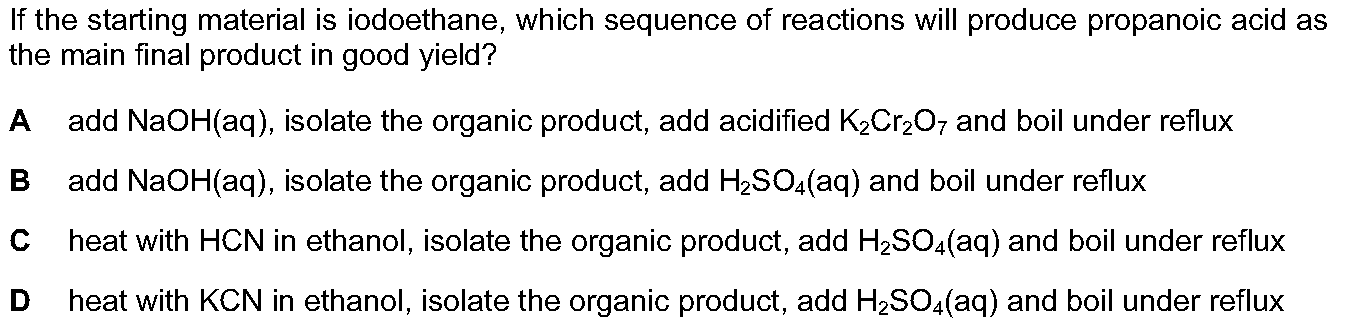 If the starting material is iodoethane, which sequence of reactions will produce propanoic acid as
the main final product in good yield?
A add NaOH(aq), isolate the organic product, add acidified K₂Cr₂O₇ and boil under reflux
B add NaOH(aq), isolate the organic product, add H₂SO₄(aq) and boil under reflux
C heat with HCN in ethanol, isolate the organic product, add H₂SO₄(aq) and boil under reflux
D heat with KCN in ethanol, isolate the organic product, add H₂SO₄(aq) and boil under reflux